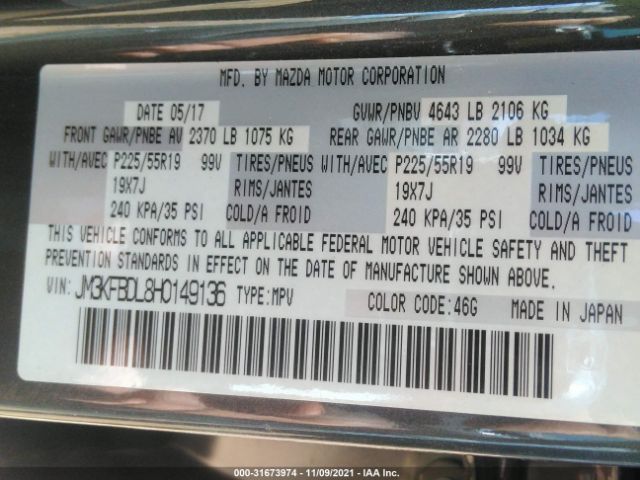 MFD. BY MAZDA MOTOR CORPORATION
DATE 05/17 GVWR/PNBV 4643 LB 2106 KG
FRONT GAWR/PNBE AV 2370 LB 1075 KG REAR GAWR/PNBE AR 2280 LB 1034 KG
WITH/AVEC P225/55R19 99V TIRES/PNEUS WITH/AVEC P225/55R19 99V TIRES/PNEUS
19X7J RIMS/JANTES 19X7J RIMS/JANTES
240 KPA/35 PSI COLD/A FROID 240 KPA/35 PSI COLD/A FROID
THIS VEHICLE CONFORMS TO ALL APPLICABLE FEDERAL MOTOR VEHICLE SAFETY AND THEFT
PREVENTION STANDARDS IN EFFECT ON THE DATE OF MANUFACTURE SHOWN ABOVE.
VIN: JM3KFBDL8H0149136 TYPE:MPV COLOR CODE:46G MADE IN JAPAN
000-31673974 - 11/09/2021 - IAA Inc.